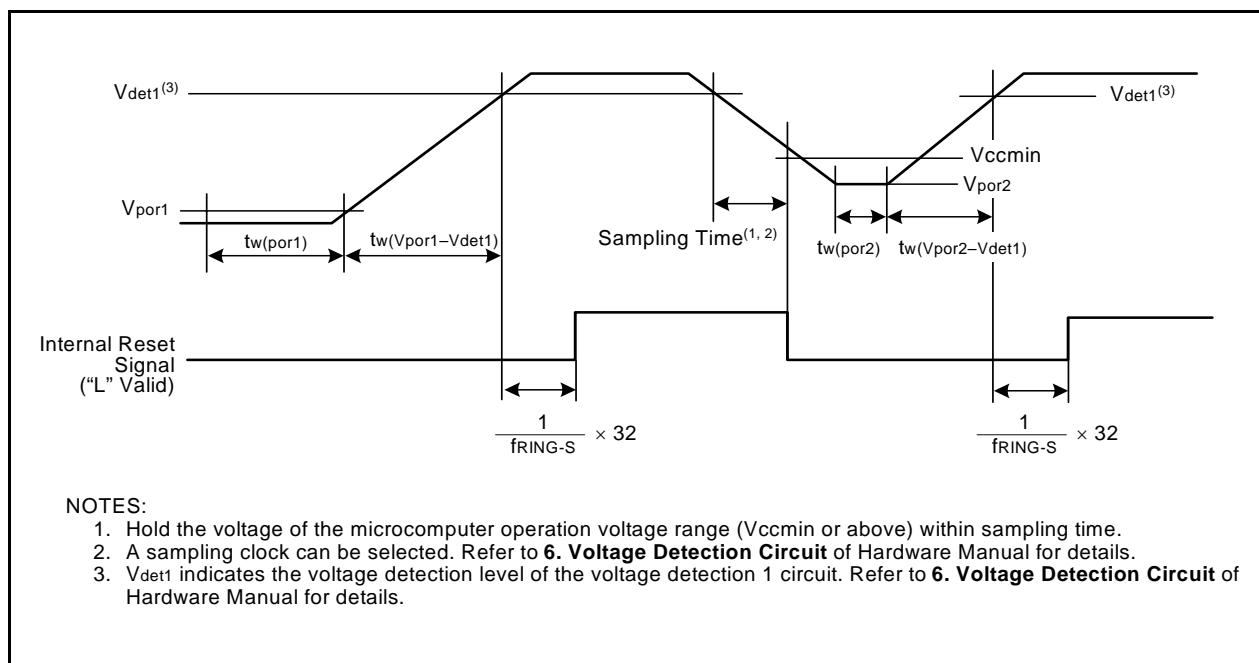 Vdet1(3)
Vdet1(3)
Vccmin
Vpor2
Vpor1
tw(por1)
tw(Vpor1–Vdet1)
Sampling Time(1, 2)
tw(por2)
tw(Vpor2–Vdet1)
Internal Reset
Signal
(“L” Valid)
1
fRING-S
× 32
1
fRING-S
× 32
NOTES:
1. Hold the voltage of the microcomputer operation voltage range (Vccmin or above) within sampling time.
2. A sampling clock can be selected. Refer to 6. Voltage Detection Circuit of Hardware Manual for details.
3. Vdet1 indicates the voltage detection level of the voltage detection 1 circuit. Refer to 6. Voltage Detection Circuit of
Hardware Manual for details.